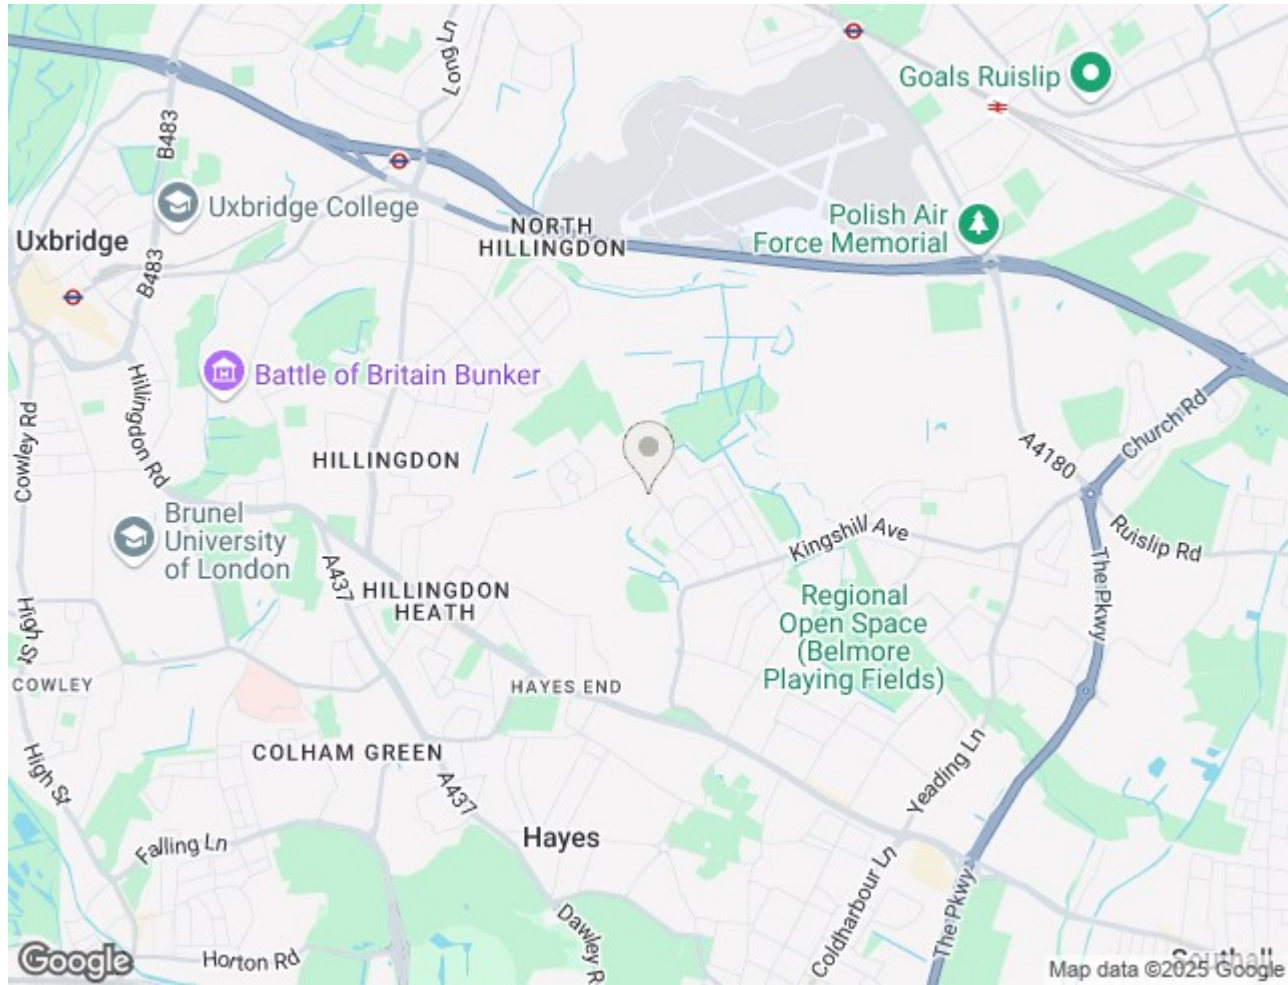 Long Ln
Goals Ruislip
B483
Uxbridge College
NORTH
HILLINGDON
Polish Air
Force Memorial
Uxbridge
B483
Battle of Britain Bunker
Hillingdon Rd
Church Rd
Cowley Rd
HILLINGDON
A4180
Brunel
University
of London
Kingshill Ave
Ruislip Rd
A437
The Pkwy
HILLINGDON
HEATH
Regional
Open Space
(Belmore
Playing Fields)
High St
COWLEY
HAYES END
COLHAM GREEN
High St
Yeading Ln
A437
Falling Ln
Hayes
Coldharbour Ln
The Pkwy
Dawley R
Horton Rd
Southall
Google
Map data ©2025 Google